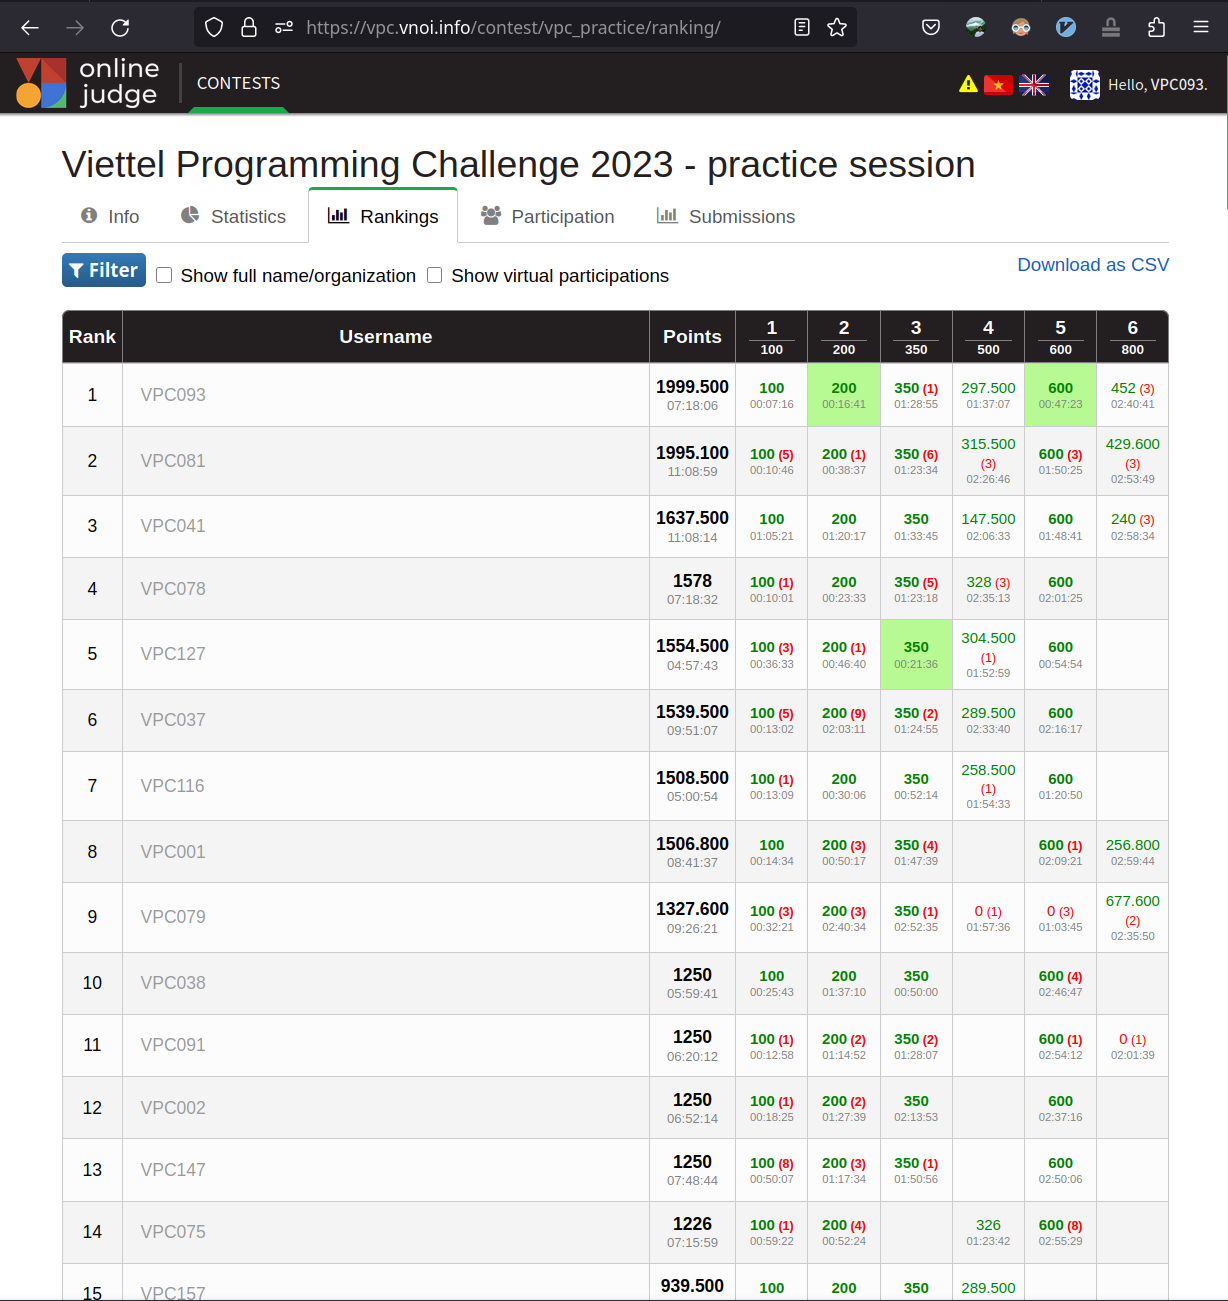 https://vpc.vnoi.info/contest/vpc_practice/ranking/
online
judge
CONTESTS
Hello, VPC093.
Viettel Programming Challenge 2023 - practice session
Info Statistics Rankings Participation Submissions
Filter Show full name/organization Show virtual participations Download as CSV
Rank Username Points 1 2 3 4 5 6
100 200 350 500 600 800
1 VPC093 1999.500 100 200 350 (1) 297.500 600 452 (3)
07:18:06 00:07:16 00:16:41 01:28:55 01:37:07 00:47:23 02:40:41
2 VPC081 1995.100 100 (5) 200 (1) 350 (6) 315.500 (3) 600 (3) 429.600 (3)
11:08:59 00:10:46 00:38:37 01:23:34 02:26:46 01:50:25 02:53:49
3 VPC041 1637.500 100 200 350 147.500 600 240 (3)
11:08:14 01:05:21 01:20:17 01:33:45 02:06:33 01:48:41 02:58:34
4 VPC078 1578 100 (1) 200 350 (5) 328 (3) 600
07:18:32 00:10:01 00:23:33 01:23:18 02:35:13 02:01:25
5 VPC127 1554.500 100 (3) 200 (1) 350 304.500 (1) 600
04:57:43 00:36:33 00:46:40 00:21:36 01:52:59 00:54:54
6 VPC037 1539.500 100 (5) 200 (9) 350 (2) 289.500 600
09:51:07 00:13:02 02:03:11 01:24:55 02:33:40 02:16:17
7 VPC116 1508.500 100 (1) 200 350 258.500 (1) 600
05:00:54 00:13:09 00:30:06 00:52:14 01:54:33 01:20:50
8 VPC001 1506.800 100 200 (3) 350 (4) 600 (1) 256.800
08:41:37 00:14:34 00:50:17 01:47:39 02:09:21 02:59:44
9 VPC079 1327.600 100 (3) 200 (3) 350 (1) 0 (1) 0 (3) 677.600 (2)
09:26:21 00:32:21 02:40:34 02:52:35 01:57:36 01:03:45 02:35:50
10 VPC038 1250 100 200 350 600 (4)
05:59:41 00:25:43 01:37:10 00:50:00 02:46:47
11 VPC091 1250 100 (1) 200 (2) 350 (2) 600 (1) 0 (1)
06:20:12 00:12:58 01:14:52 01:28:07 02:54:12 02:01:39
12 VPC002 1250 100 (1) 200 (2) 350 600
06:52:14 00:18:25 01:27:39 02:13:53 02:37:16
13 VPC147 1250 100 (8) 200 (3) 350 (1) 600
07:48:44 00:50:07 01:17:34 01:50:56 02:50:06
14 VPC075 1226 100 (1) 200 (4) 326 600 (8)
07:15:59 00:59:22 00:52:24 01:23:42 02:55:29
15 VPC157 939.500 100 200 350 289.500